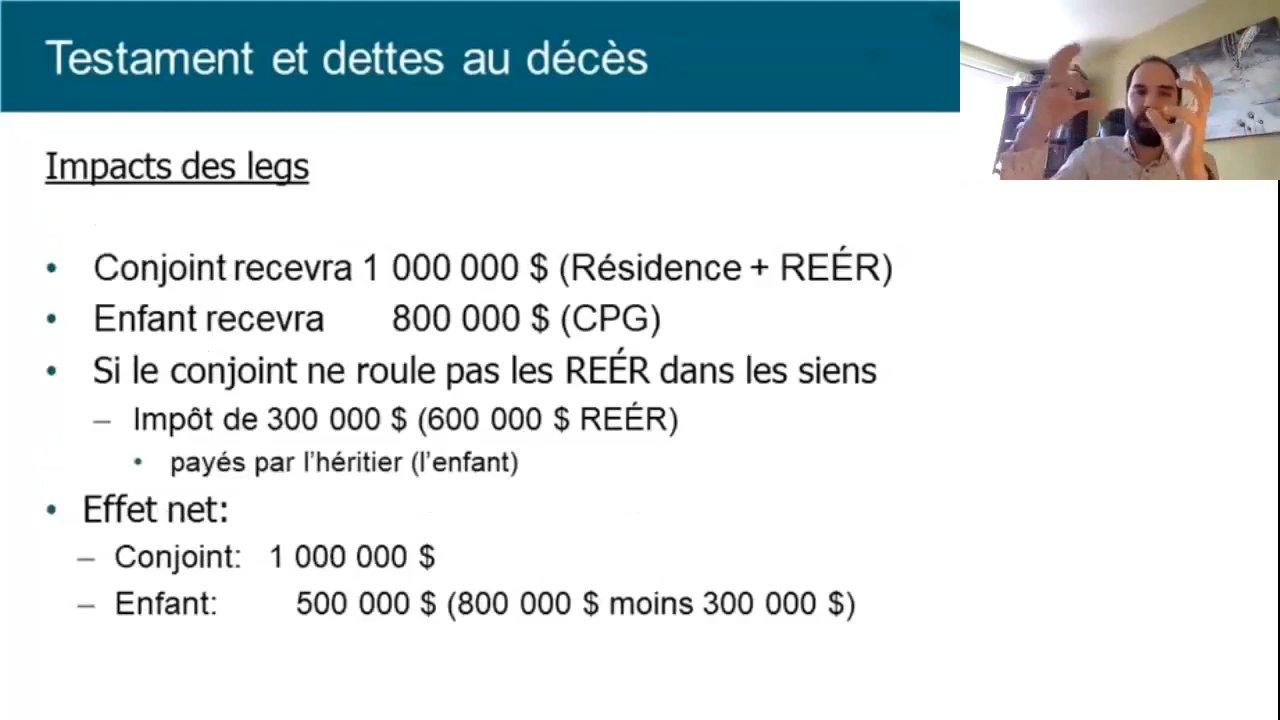 Testament et dettes au décès
Impacts des legs
• Conjoint recevra 1 000 000 $ (Résidence + REÉR)
• Enfant recevra 800 000 $ (CPG)
• Si le conjoint ne roule pas les REÉR dans les siens
– Impôt de 300 000 $ (600 000 $ REÉR)
• payés par l'héritier (l'enfant)
• Effet net:
– Conjoint: 1 000 000 $
– Enfant: 500 000 $ (800 000 $ moins 300 000 $)